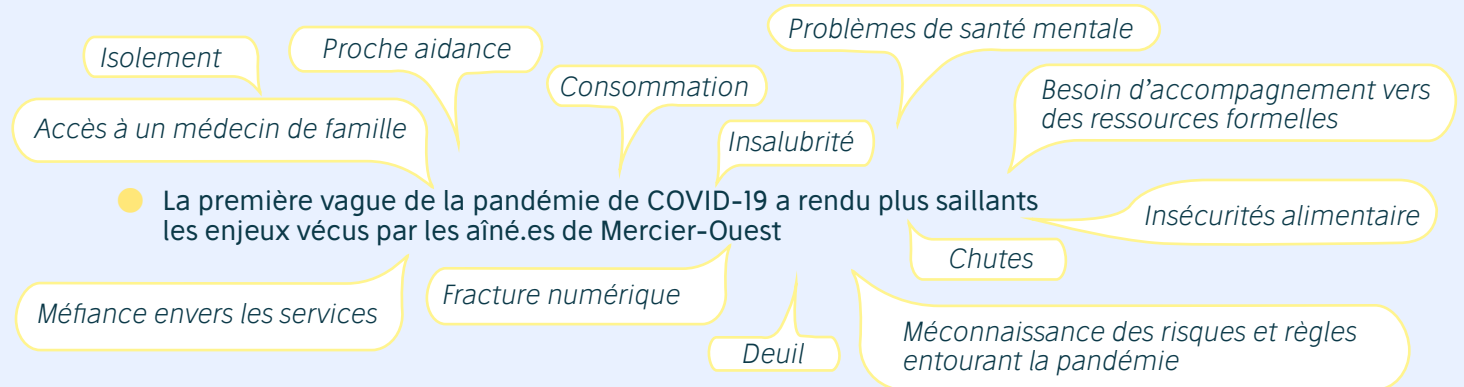 Problèmes de santé mentale
Isolement
Proche aidance
Consommation
Besoin d'accompagnement vers
des ressources formelles
Accès à un médecin de famille
Insalubrité
La première vague de la pandémie de COVID-19 a rendu plus saillants
les enjeux vécus par les aîné.es de Mercier-Ouest
Insécurités alimentaire
Chutes
Méfiance envers les services
Fracture numérique
Deuil
Méconnaissance des risques et règles
entourant la pandémie